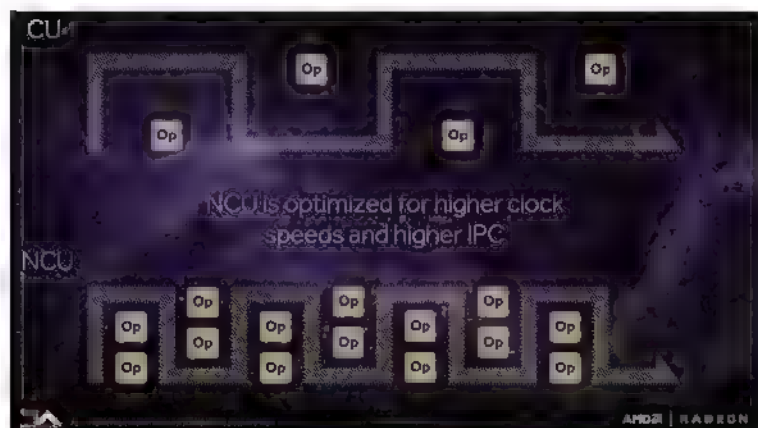 CU
Op Op
Op Op
NCU is optimized for higher clock
speeds and higher IPC
NCU
Op Op Op
Op Op Op Op
Op Op Op
Op Op Op Op
AMD RADEON